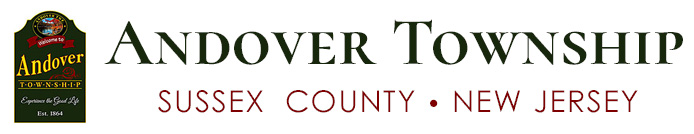 Welcome to
Andover
TOWNSHIP
Experience the Good Life
Est. 1864
ANDOVER TOWNSHIP
SUSSEX COUNTY • NEW JERSEY